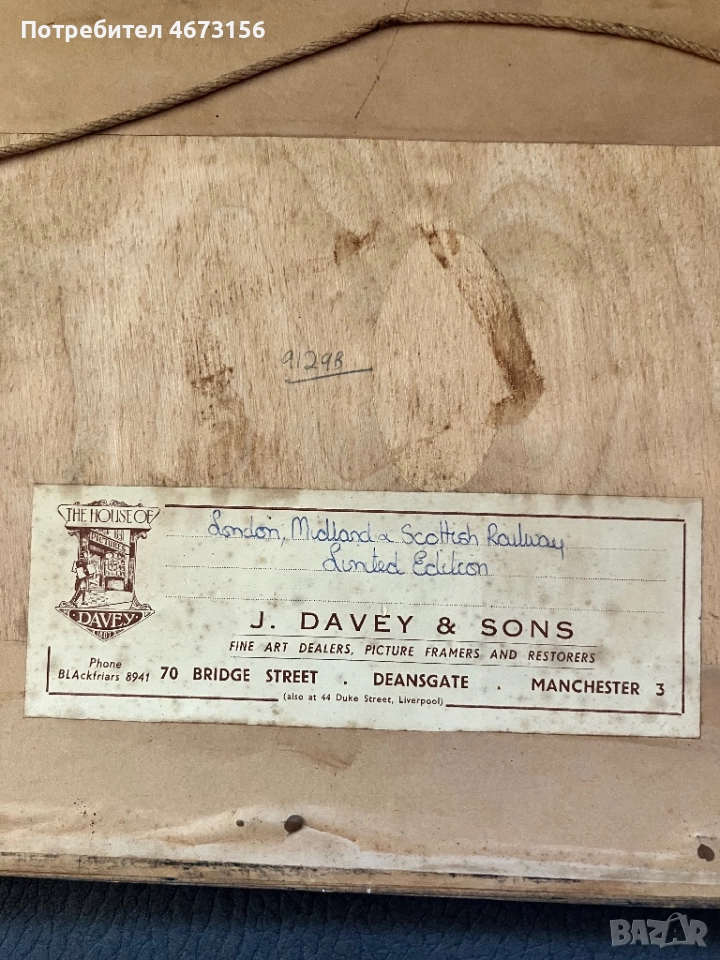 Потребител 4673156
9129B
THE HOUSE OF
PICTURES
DAVEY
London, Midland & Scottish Railway
Limited Edition
J. DAVEY & SONS
FINE ART DEALERS, PICTURE FRAMERS AND RESTORERS
Phone
BLAckfriars 8941
70 BRIDGE STREET . DEANSGATE . MANCHESTER 3
(also at 44 Duke Street, Liverpool)
BAZAR